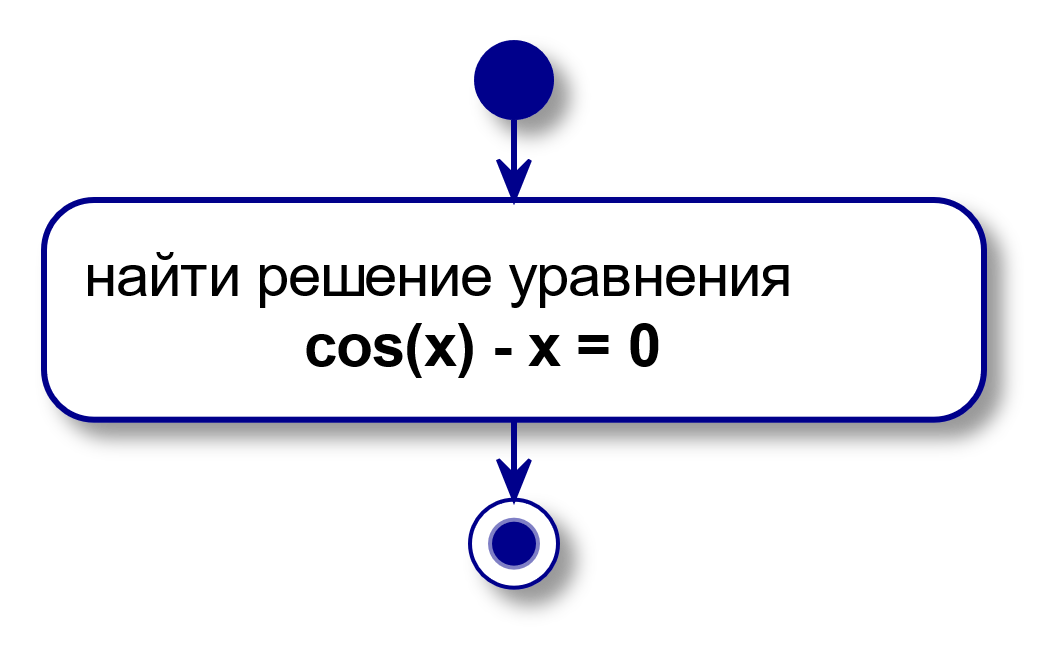 найти решение уравнения
cos(x) - x = 0